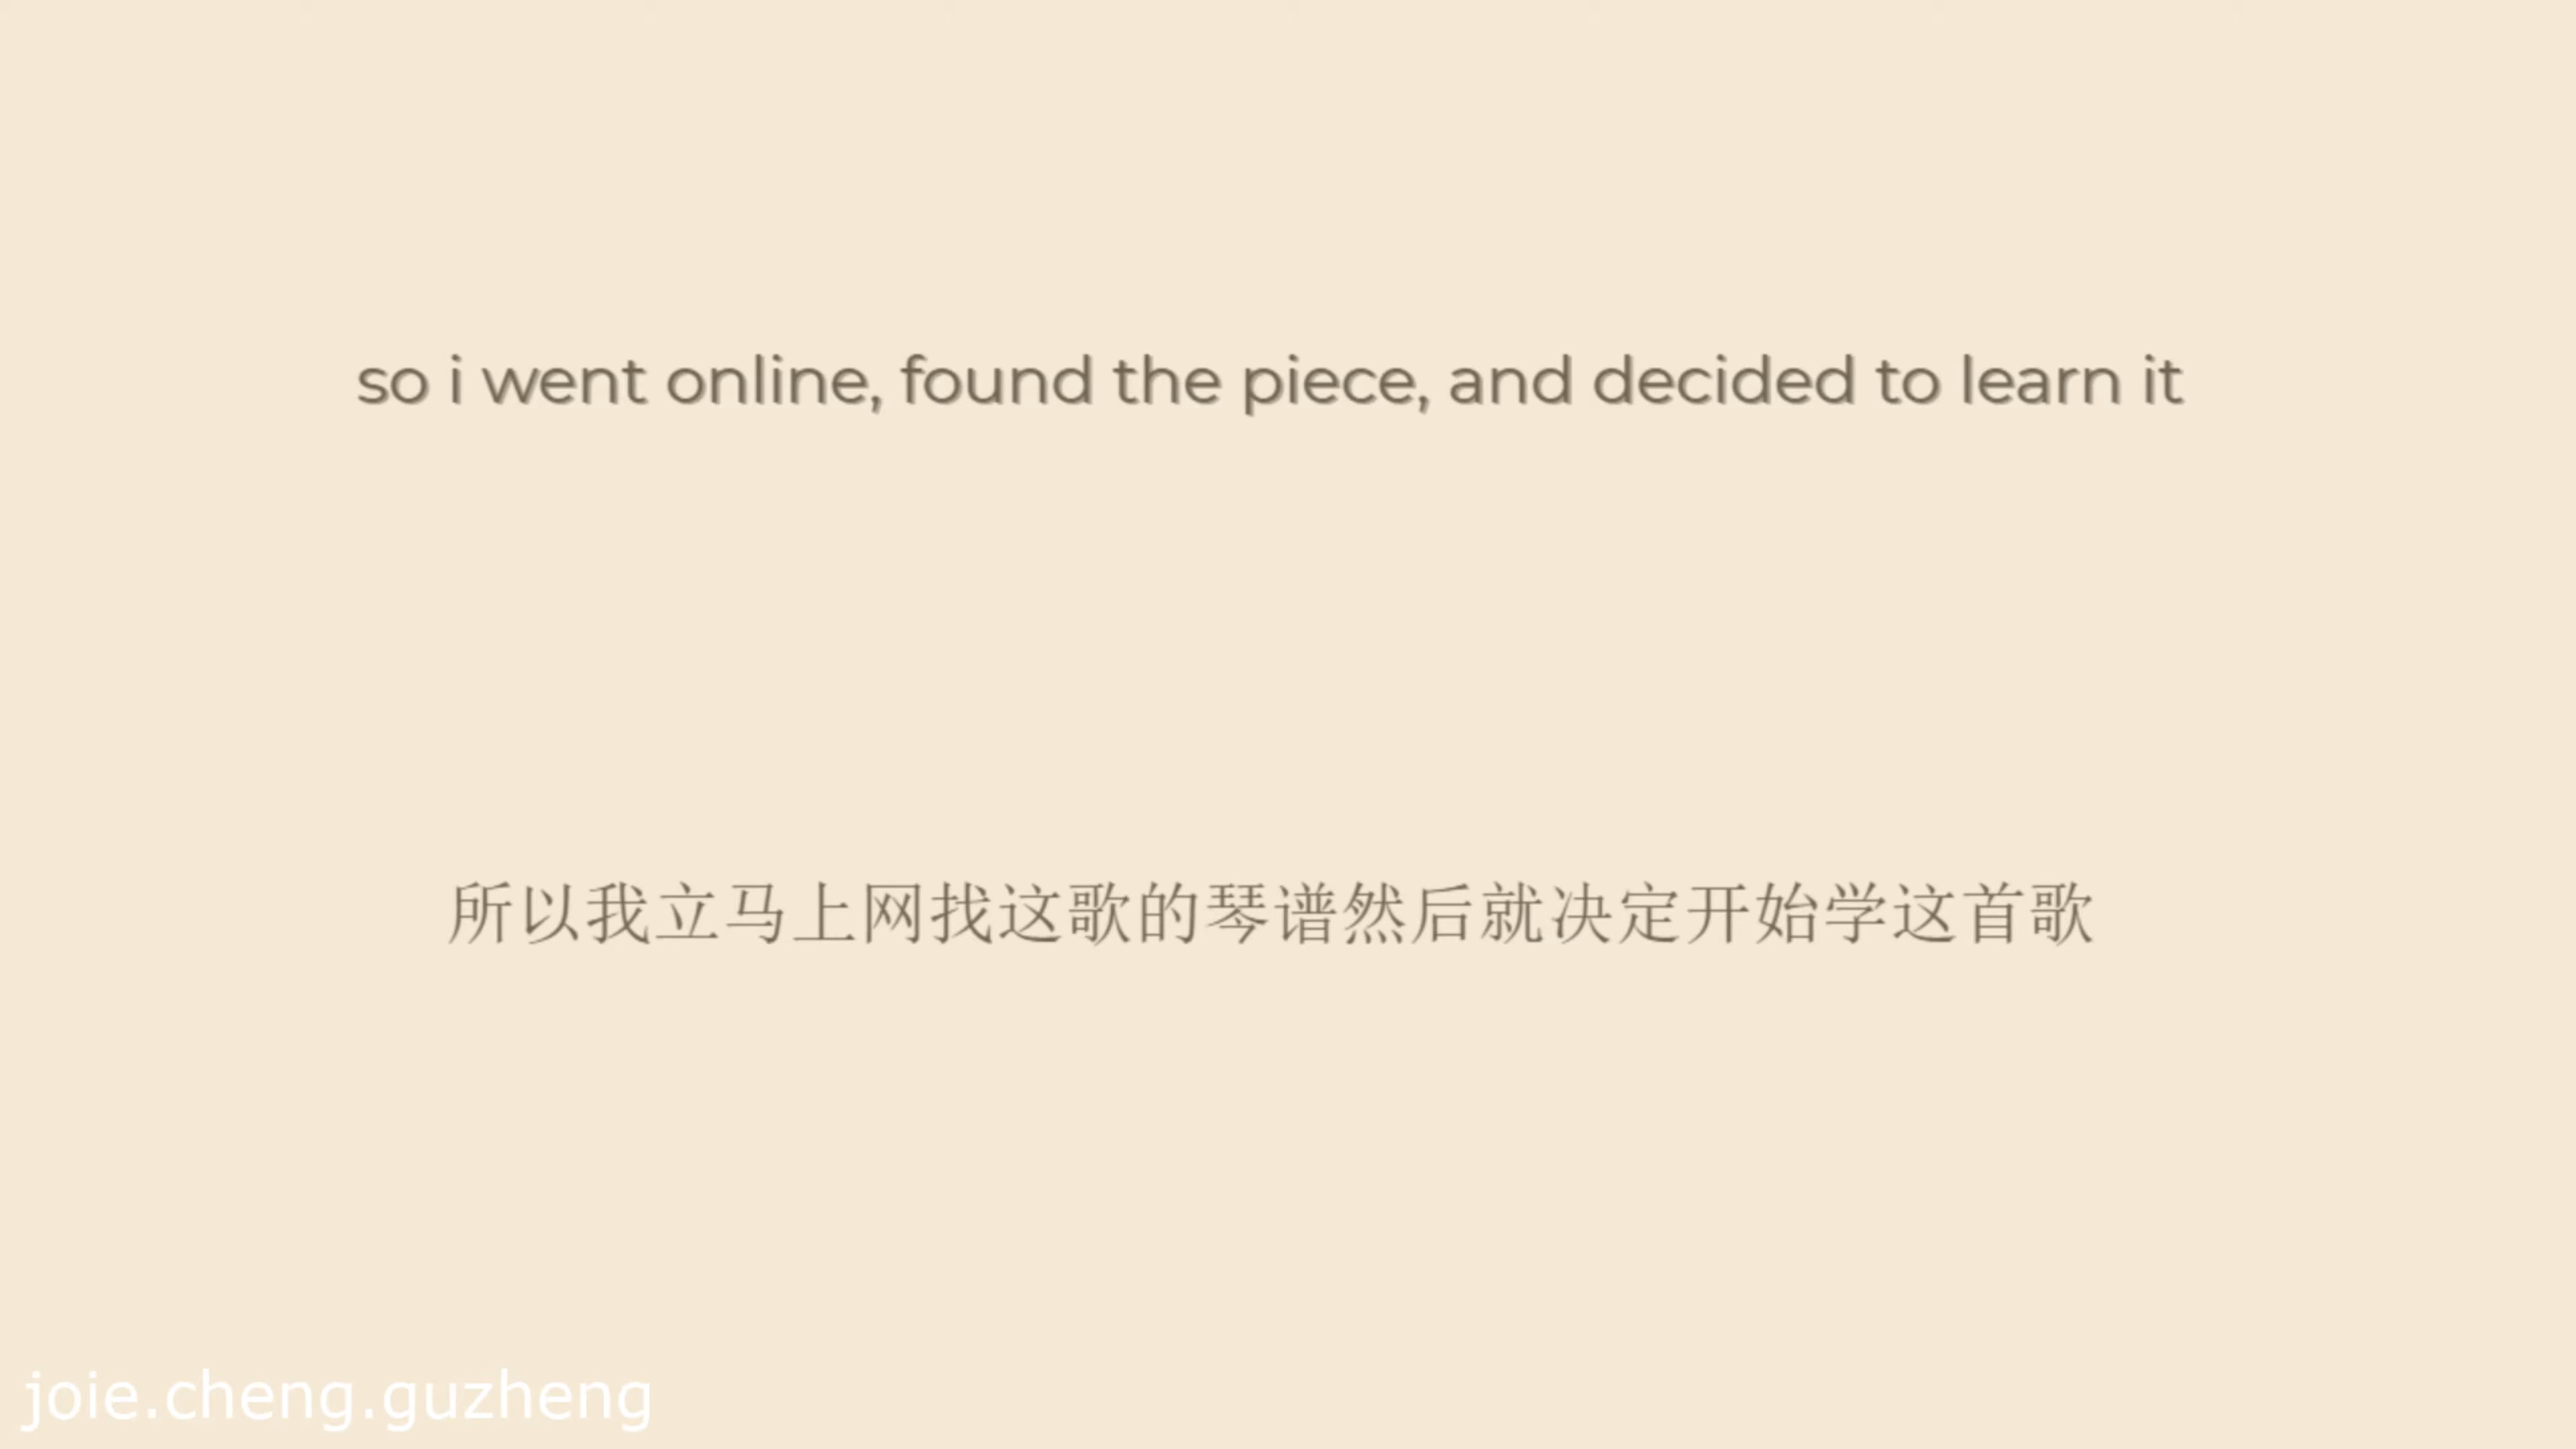 so i went online, found the piece, and decided to learn it
所以我立马上网找这歌的琴谱然后就决定开始学这首歌
joie.cheng.guzheng